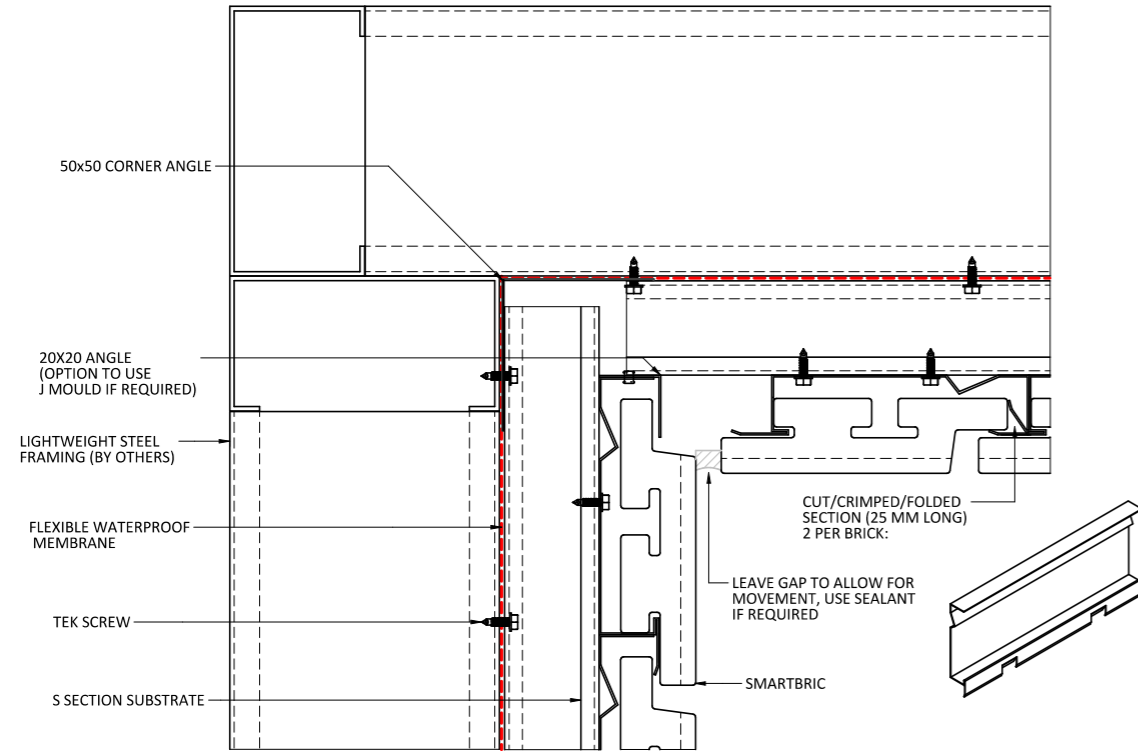 50x50 CORNER ANGLE
20X20 ANGLE
(OPTION TO USE
J MOULD IF REQUIRED)
LIGHTWEIGHT STEEL
FRAMING (BY OTHERS)
FLEXIBLE WATERPROOF
MEMBRANE
TEK SCREW
S SECTION SUBSTRATE
CUT/CRIMPED/FOLDED
SECTION (25 MM LONG)
2 PER BRICK:
LEAVE GAP TO ALLOW FOR
MOVEMENT, USE SEALANT
IF REQUIRED
SMARTBRIC